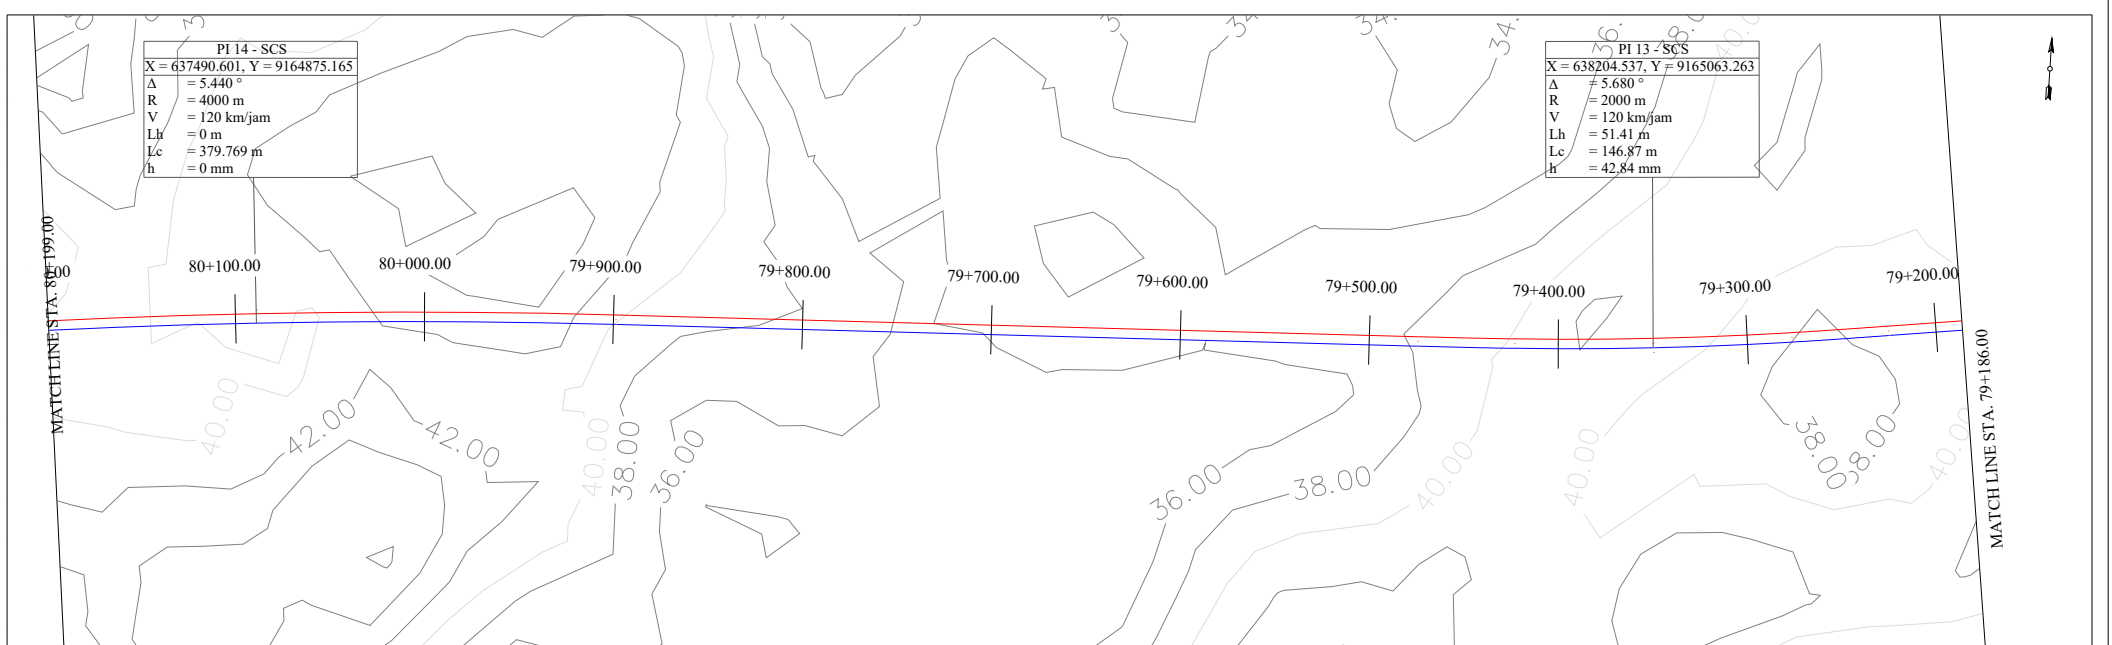 PI 14 - SCS
X = 637490.601, Y = 9164875.165
Δ = 5.440 °
R = 4000 m
V = 120 km/jam
Lh = 0 m
Lc = 379.769 m
h = 0 mm
PI 13 - SCS
X = 638204.537, Y = 9165063.263
Δ = 5.680 °
R = 2000 m
V = 120 km/jam
Lh = 51.41 m
Lc = 146.87 m
h = 42.84 mm
MATCH LINE STA. 80+199.00
80+100.00
80+000.00
79+900.00
79+800.00
79+700.00
79+600.00
79+500.00
79+400.00
79+300.00
79+200.00
MATCH LINE STA. 79+186.00
40.00
42.00
42.00
40.00
38.00
36.00
36.00
38.00
40.00
40.00
38.00
38.00